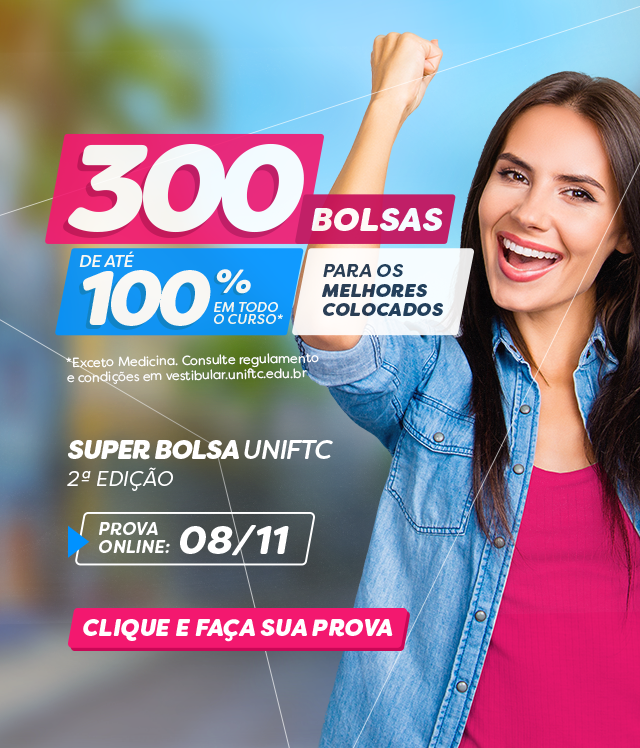 300
BOLSAS
DE ATÉ
100%
EM TODO
O CURSO*
PARA OS
MELHORES
COLOCADOS
*Exceto Medicina. Consulte regulamento
e condições em vestibular.uniftc.edu.br
SUPER BOLSA UNIFTC
2ª EDIÇÃO
PROVA
ONLINE: 08/11
CLIQUE E FAÇA SUA PROVA